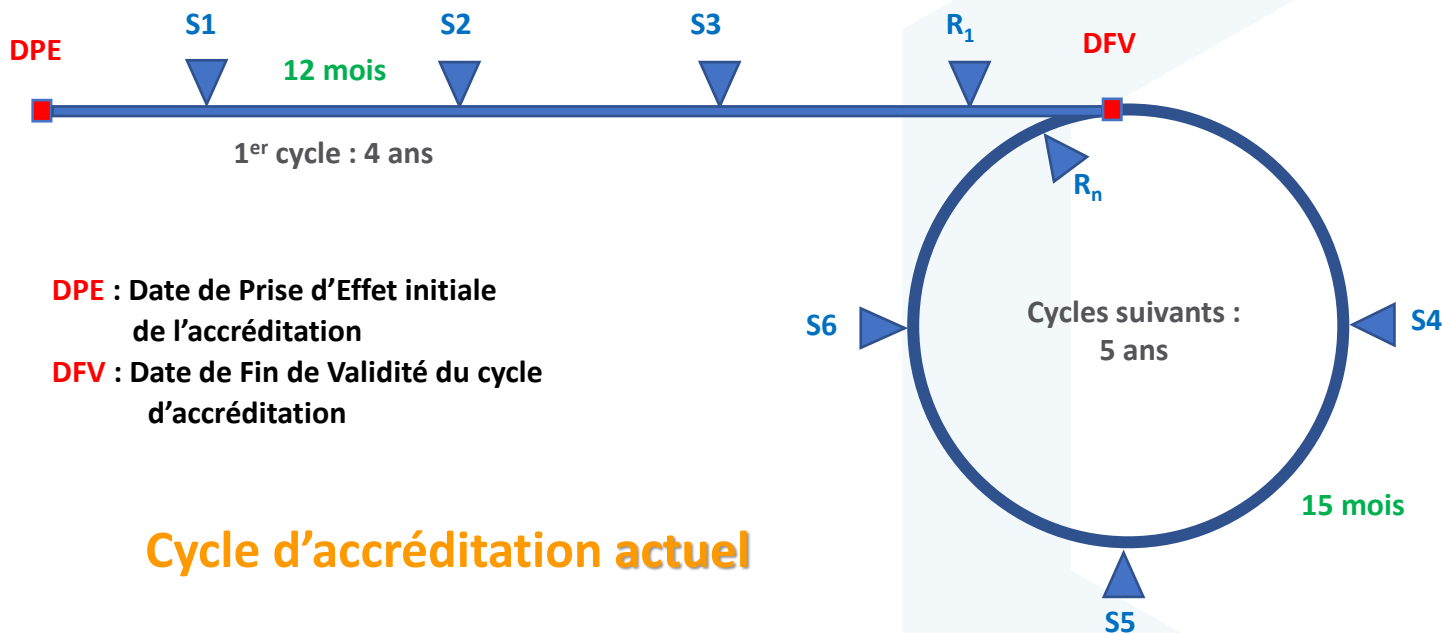 S1
S2
S3
R1
DPE
DFV
12 mois
1er cycle : 4 ans
Rn
DPE : Date de Prise d’Effet initiale
de l’accréditation
DFV : Date de Fin de Validité du cycle
d’accréditation
S6
Cycles suivants :
5 ans
S4
15 mois
Cycle d’accréditation actuel
S5